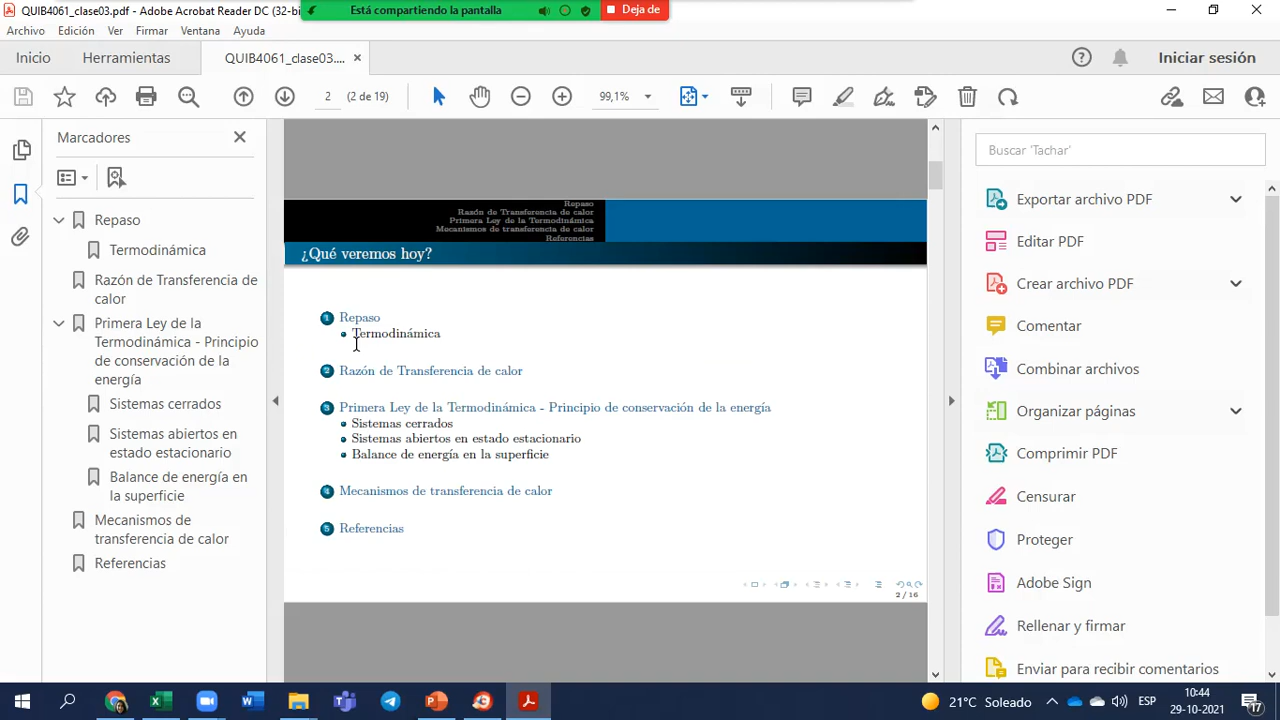 QUIB4061_clase03.pdf - Adobe Acrobat Reader DC (32-bi
Está compartiendo la pantalla
Deja de
Archivo Edición Ver Firmar Ventana Ayuda
Inicio Herramientas QUIB4061_clase03.... × Iniciar sesión
2 (2 de 19) 99,1%
Marcadores
Repaso
Termodinámica
Razón de Transferencia de
calor
Primera Ley de la
Termodinámica - Principio
de conservación de la
energía
Sistemas cerrados
Sistemas abiertos en
estado estacionario
Balance de energía en
la superficie
Mecanismos de
transferencia de calor
Referencias
Repaso
Razón de Transferencia de calor
Primera Ley de la Termodinámica
Mecanismos de transferencia de calor
Referencias
¿Qué veremos hoy?
1 Repaso
Termodinámica
2 Razón de Transferencia de calor
3 Primera Ley de la Termodinámica - Principio de conservación de la energía
Sistemas cerrados
Sistemas abiertos en estado estacionario
Balance de energía en la superficie
4 Mecanismos de transferencia de calor
5 Referencias
2 / 16
Buscar 'Tachar'
Exportar archivo PDF
Editar PDF
Crear archivo PDF
Comentar
Combinar archivos
Organizar páginas
Comprimir PDF
Censurar
Proteger
Adobe Sign
Rellenar y firmar
Enviar para recibir comentarios
21°C Soleado
ESP
10:44
29-10-2021
17